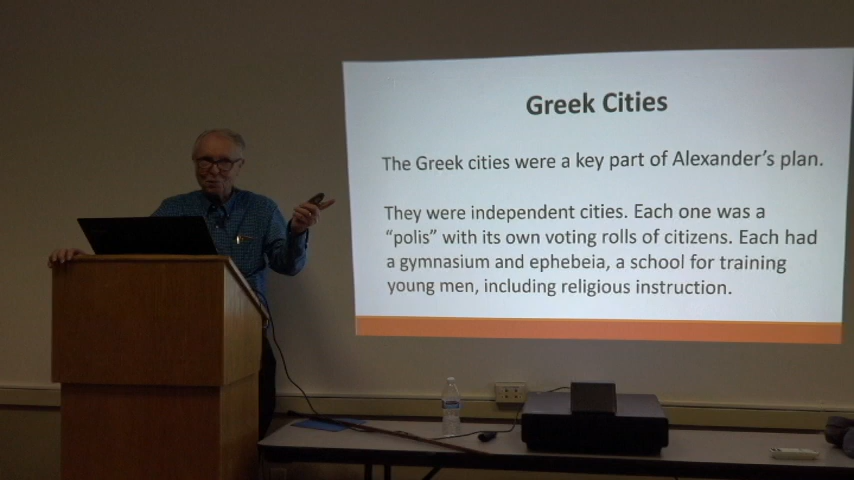 Greek Cities
The Greek cities were a key part of Alexander's plan.
They were independent cities. Each one was a
"polis" with its own voting rolls of citizens. Each had
a gymnasium and ephebeia, a school for training
young men, including religious instruction.